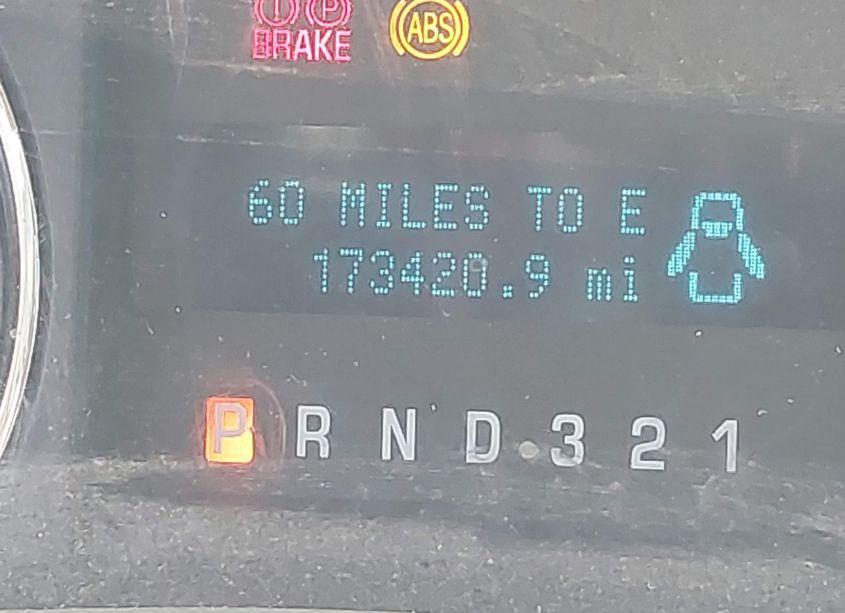 (!) (P) ABS
BRAKE
60 MILES TO E
173420.9 mi
P R N D 3 2 1